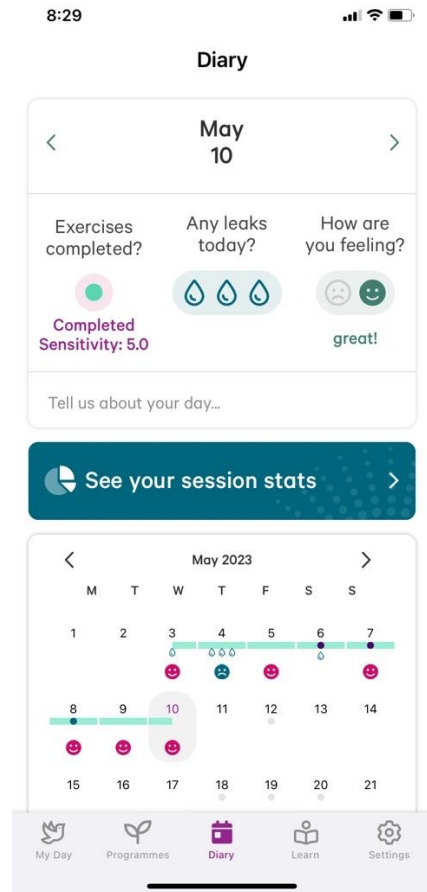 8:29
Diary
May
10
Exercises
completed?
Any leaks
today?
How are
you feeling?
Completed
Sensitivity: 5.0
great!
Tell us about your day...
See your session stats
May 2023
M T W T F S S
1 2 3 4 5 6 7
8 9 10 11 12 13 14
15 16 17 18 19 20 21
My Day Programmes Diary Learn Settings